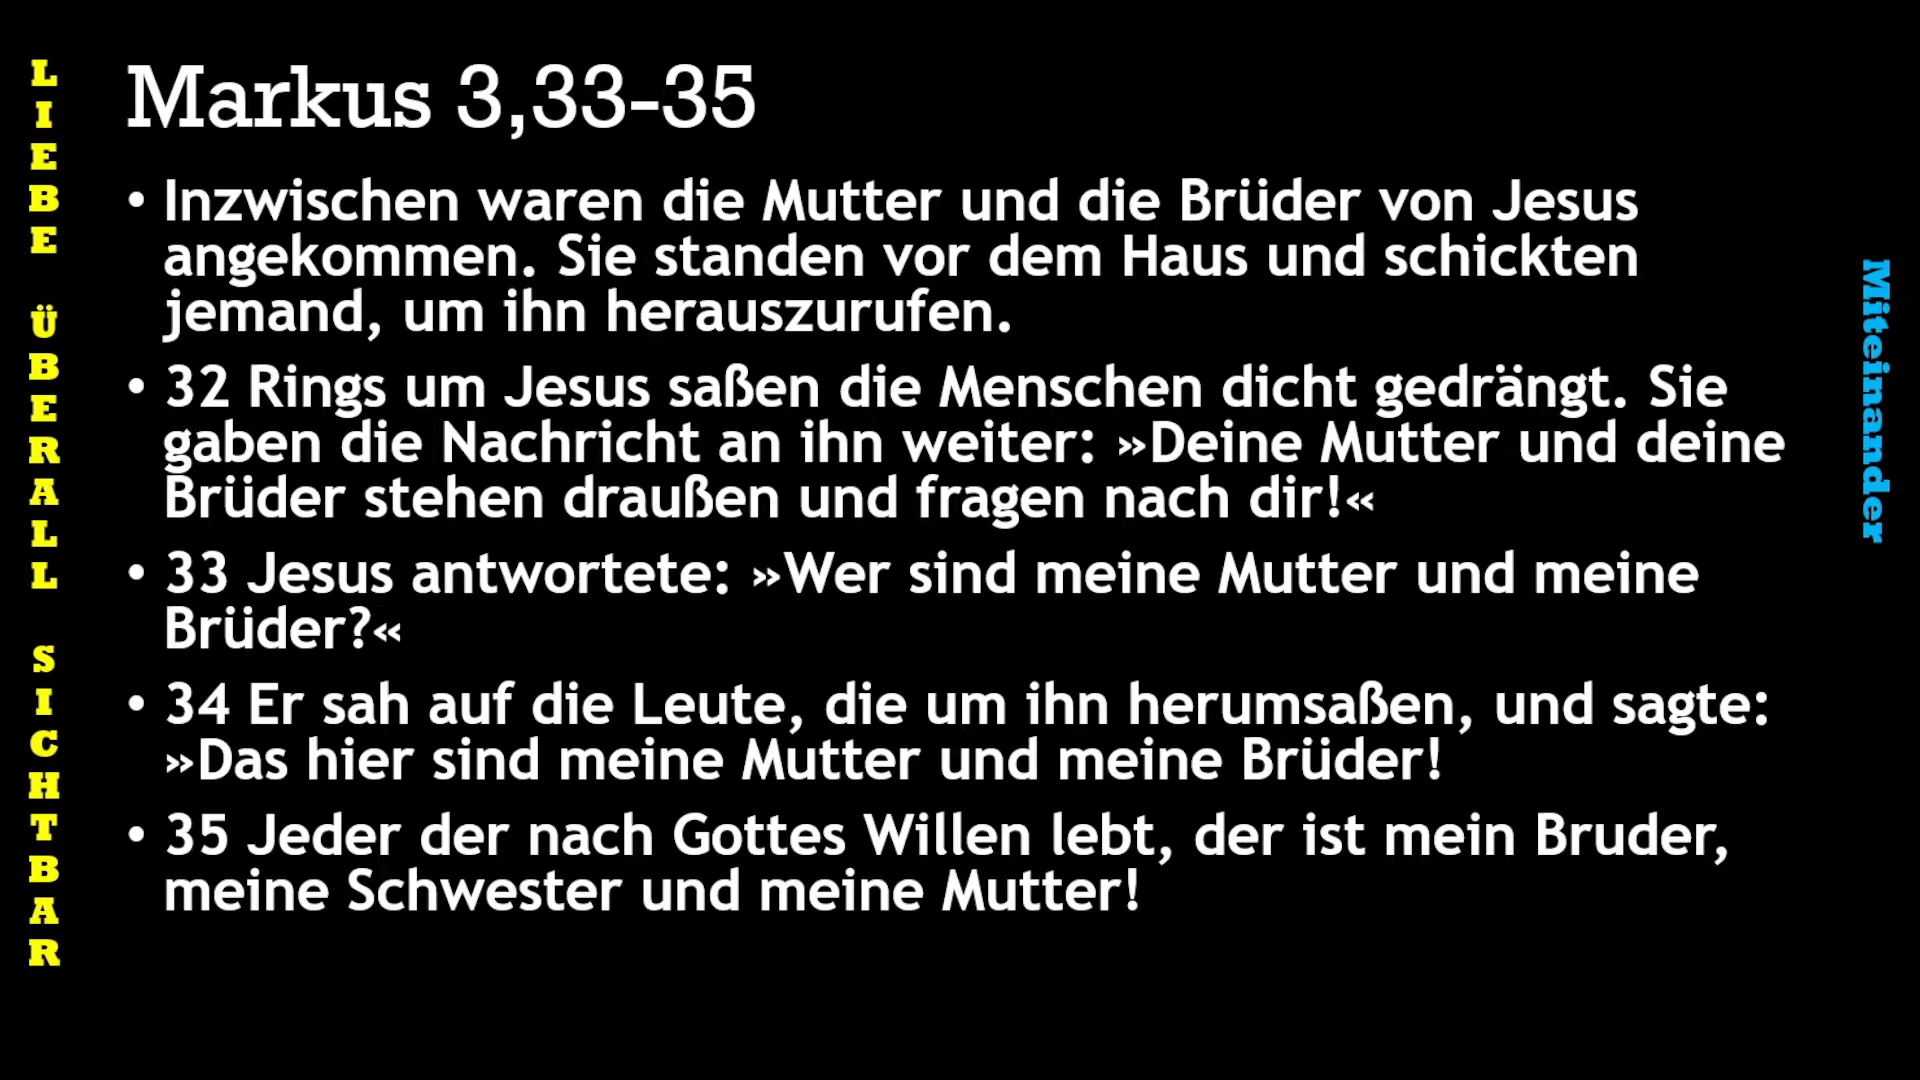 LIEBE ÜBERALL SICHTBAR
Markus 3,33-35
• Inzwischen waren die Mutter und die Brüder von Jesus
angekommen. Sie standen vor dem Haus und schickten
jemand, um ihn herauszurufen.
• 32 Rings um Jesus saßen die Menschen dicht gedrängt. Sie
gaben die Nachricht an ihn weiter: »Deine Mutter und deine
Brüder stehen draußen und fragen nach dir!«
• 33 Jesus antwortete: »Wer sind meine Mutter und meine
Brüder?«
• 34 Er sah auf die Leute, die um ihn herumsaßen, und sagte:
»Das hier sind meine Mutter und meine Brüder!
• 35 Jeder der nach Gottes Willen lebt, der ist mein Bruder,
meine Schwester und meine Mutter!
Miteinander